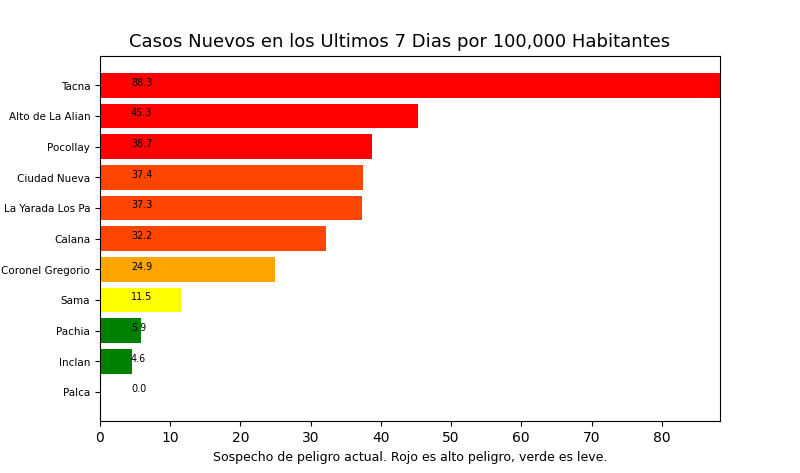 Casos Nuevos en los Ultimos 7 Dias por 100,000 Habitantes
Tacna 88.3
Alto de La Alian 45.3
Pocollay 38.7
Ciudad Nueva 37.4
La Yarada Los Pa 37.3
Calana 32.2
Coronel Gregorio 24.9
Sama 11.5
Pachia 5.9
Inclan 4.6
Palca 0.0
0 10 20 30 40 50 60 70 80
Sospecho de peligro actual. Rojo es alto peligro, verde es leve.